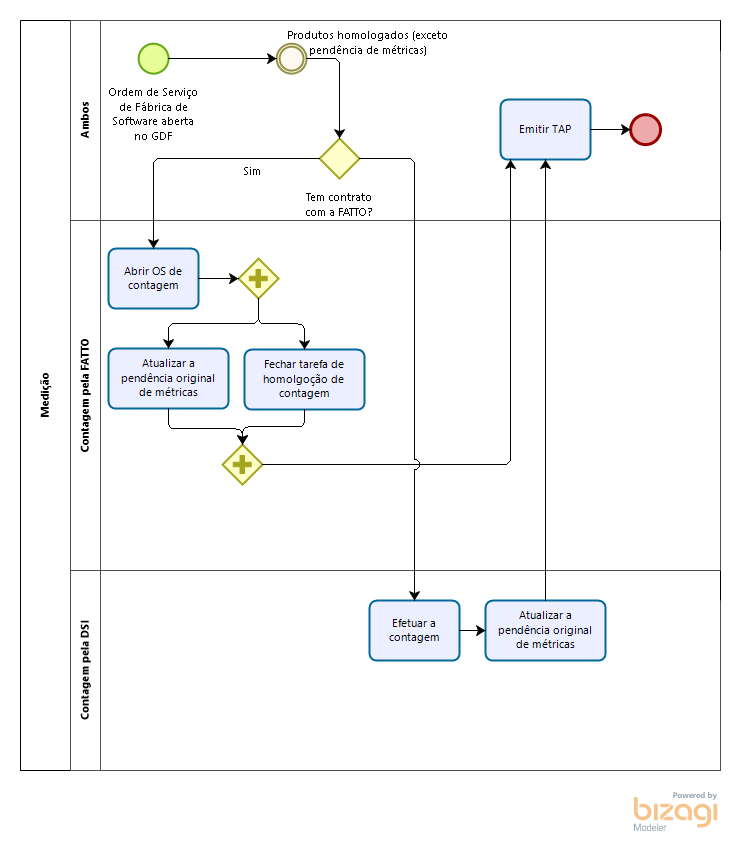 Medição
Ambos
Contagem pela FATTO
Contagem pela DSI
Produtos homologados (exceto
pendência de métricas)
Ordem de Serviço
de Fábrica de
Software aberta
no GDF
Emitir TAP
Sim
Tem contrato
com a FATTO?
Abrir OS de
contagem
Atualizar a
pendência original
de métricas
Fechar tarefa de
homolgoção de
contagem
Efetuar a
contagem
Atualizar a
pendência original
de métricas
Powered by
bizagi
Modeler